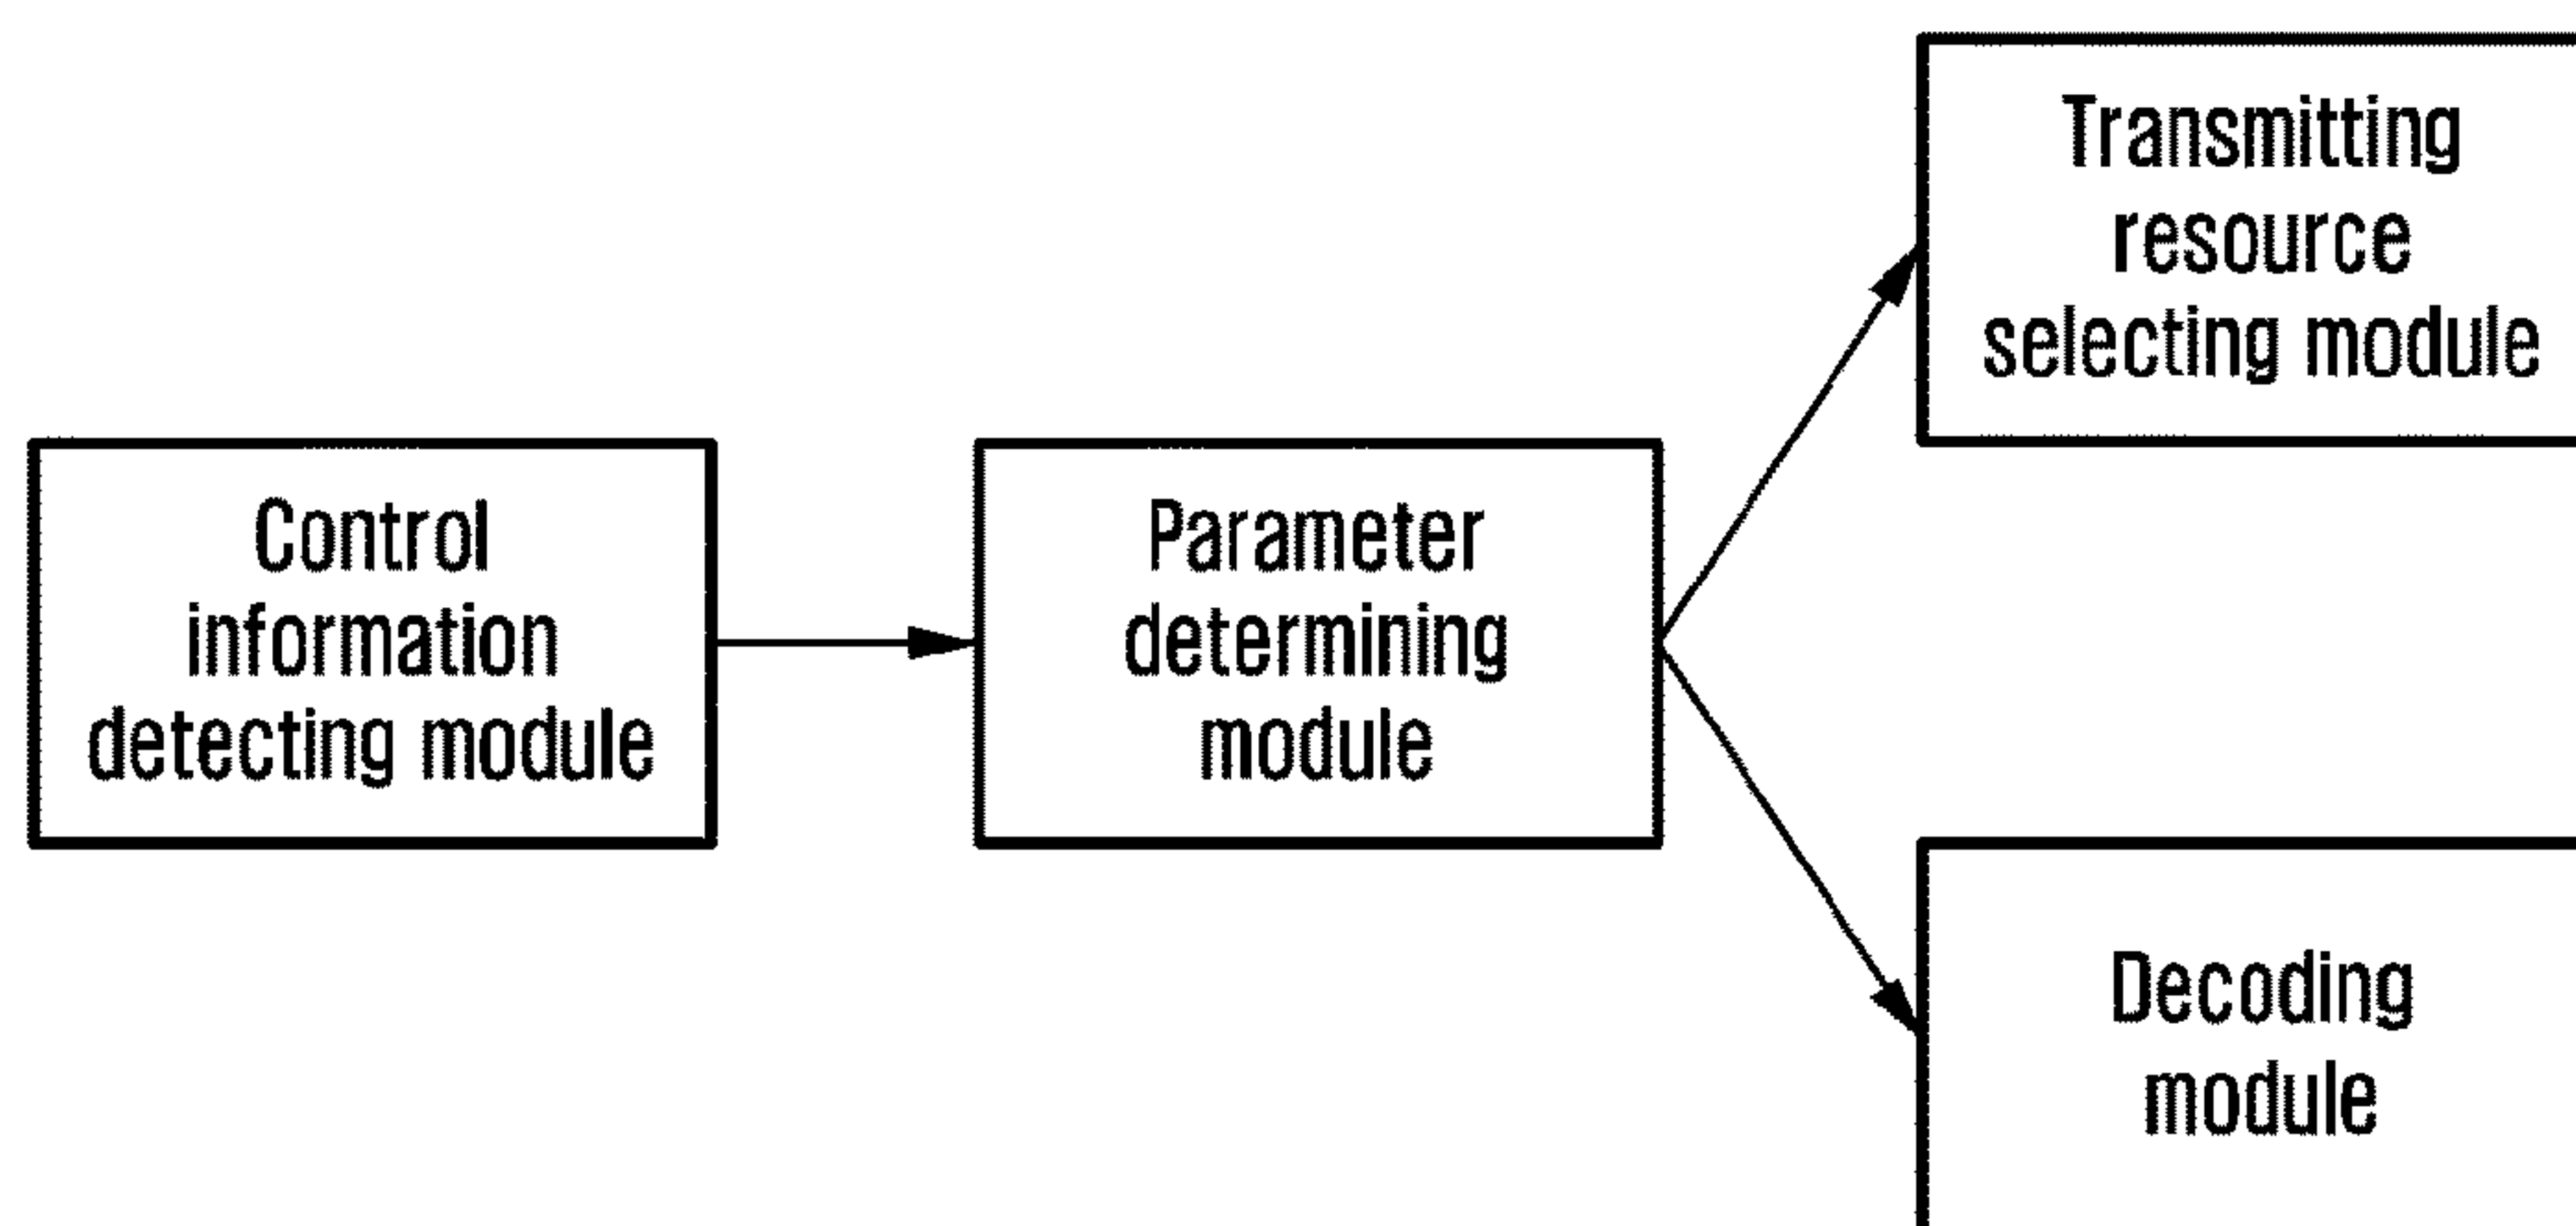 Control
information
detecting module
Parameter
determining
module
Transmitting
resource
selecting module
Decoding
module